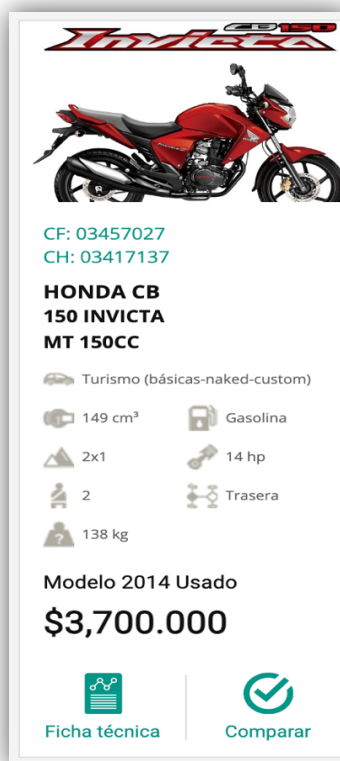 Invicta CB150
CF: 03457027
CH: 03417137
HONDA CB
150 INVICTA
MT 150CC
Turismo (básicas-naked-custom)
149 cm³ Gasolina
2x1 14 hp
2 Trasera
? 138 kg
Modelo 2014 Usado
$3,700.000
Ficha técnica Comparar